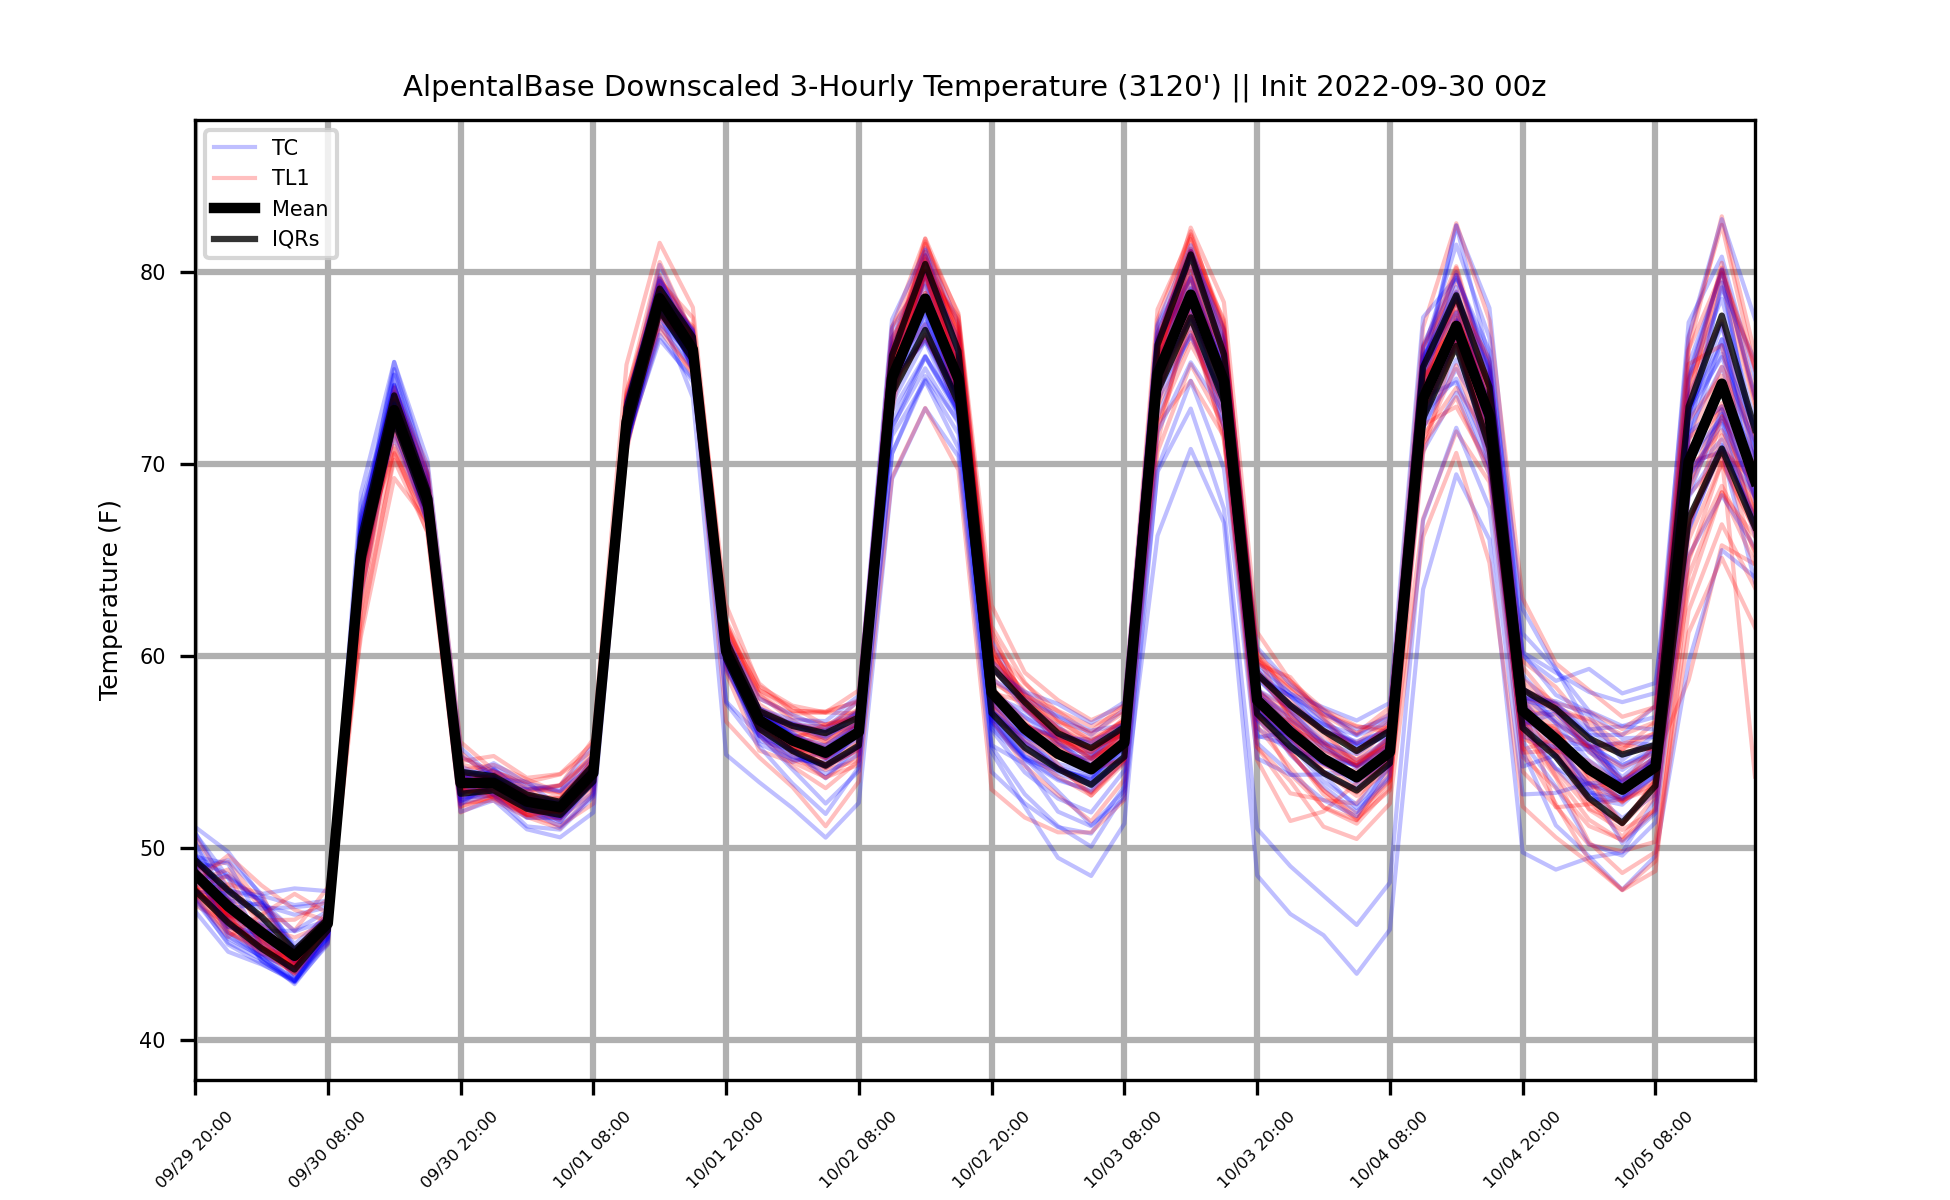 AlpentalBase Downscaled 3-Hourly Temperature (3120') || Init 2022-09-30 00z
TC
TL1
Mean
IQRs
Temperature (F)
80
70
60
50
40
09/29 20:00
09/30 08:00
09/30 20:00
10/01 08:00
10/01 20:00
10/02 08:00
10/02 20:00
10/03 08:00
10/03 20:00
10/04 08:00
10/04 20:00
10/05 08:00